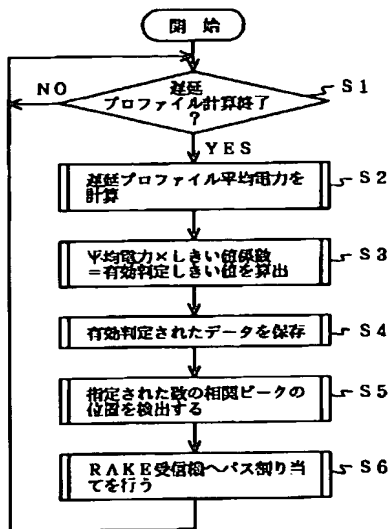 開 始
遅延
プロファイル計算終了
?
S1
NO
YES
遅延プロファイル平均電力を
計算
S2
平均電力×しきい値係数
=有効判定しきい値を算出
S3
有効判定されたデータを保存
S4
指定された数の相関ピークの
位置を検出する
S5
RAKE受信機へパス割り当
てを行う
S6